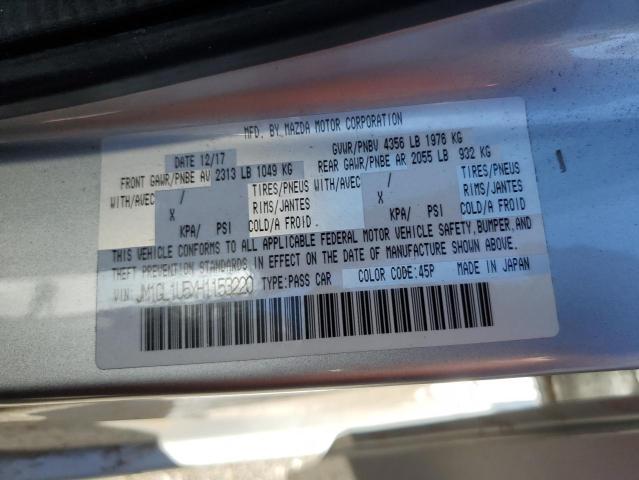 MFD. BY MAZDA MOTOR CORPORATION
DATE 12/17 GVWR/PNBV 4356 LB 1976 KG
FRONT GAWR/PNBE AV 2313 LB 1049 KG REAR GAWR/PNBE AR 2055 LB 932 KG
WITH/AVEC / TIRES/PNEUS WITH/AVEC / TIRES/PNEUS
X RIMS/JANTES X RIMS/JANTES
KPA/ PSI COLD/A FROID KPA/ PSI COLD/A FROID
THIS VEHICLE CONFORMS TO ALL APPLICABLE FEDERAL MOTOR VEHICLE SAFETY, BUMPER, AND
THEFT PREVENTION STANDARDS IN EFFECT ON THE DATE OF MANUFACTURE SHOWN ABOVE.
VIN: TYPE:PASS CAR COLOR CODE:45P MADE IN JAPAN